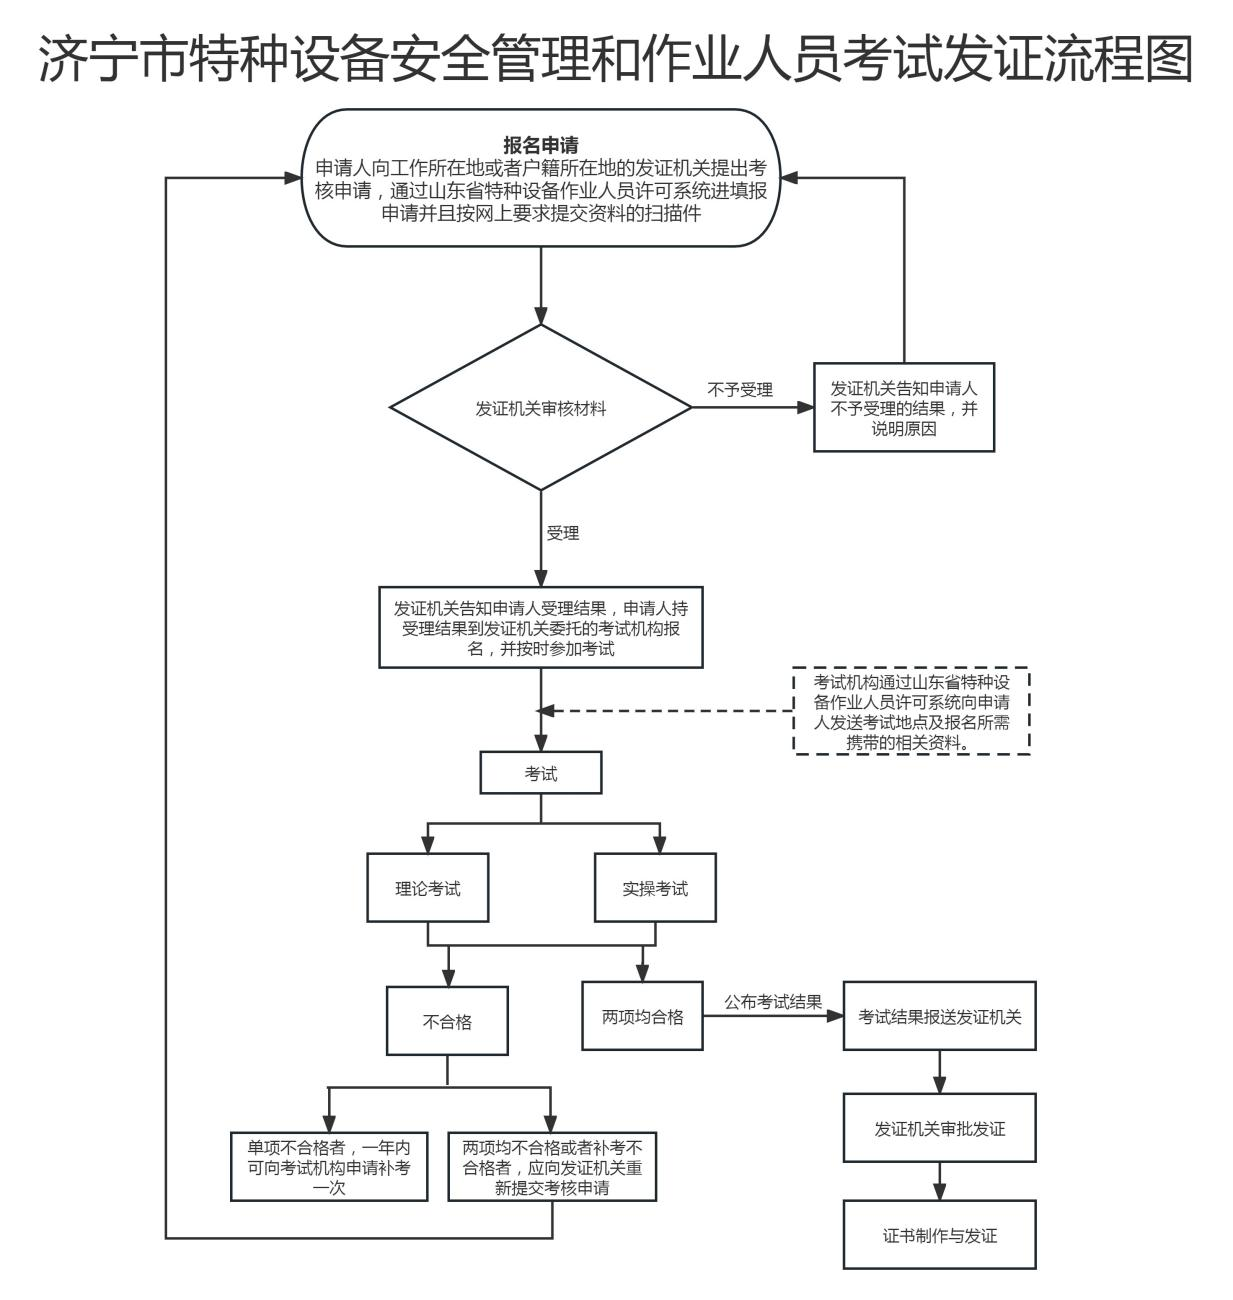 济宁市特种设备安全管理和作业人员考试发证流程图
报名申请
申请人向工作所在地或者户籍所在地的发证机关提出考
核申请，通过山东省特种设备作业人员许可系统进填报
申请并且按网上要求提交资料的扫描件
发证机关审核材料
不予受理
发证机关告知申请人
不予受理的结果，并
说明原因
受理
发证机关告知申请人受理结果，申请人持
受理结果到发证机关委托的考试机构报
名，并按时参加考试
考试机构通过山东省特种设
备作业人员许可系统向申请
人发送考试地点及报名所需
携带的相关资料。
考试
理论考试
实操考试
不合格
两项均合格
公布考试结果
考试结果报送发证机关
发证机关审批发证
单项不合格者，一年内
可向考试机构申请补考
一次
两项均不合格或者补考不
合格者，应向发证机关重
新提交考核申请
证书制作与发证